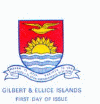 GILBERT & ELLICE ISLANDS
FIRST DAY OF ISSUE